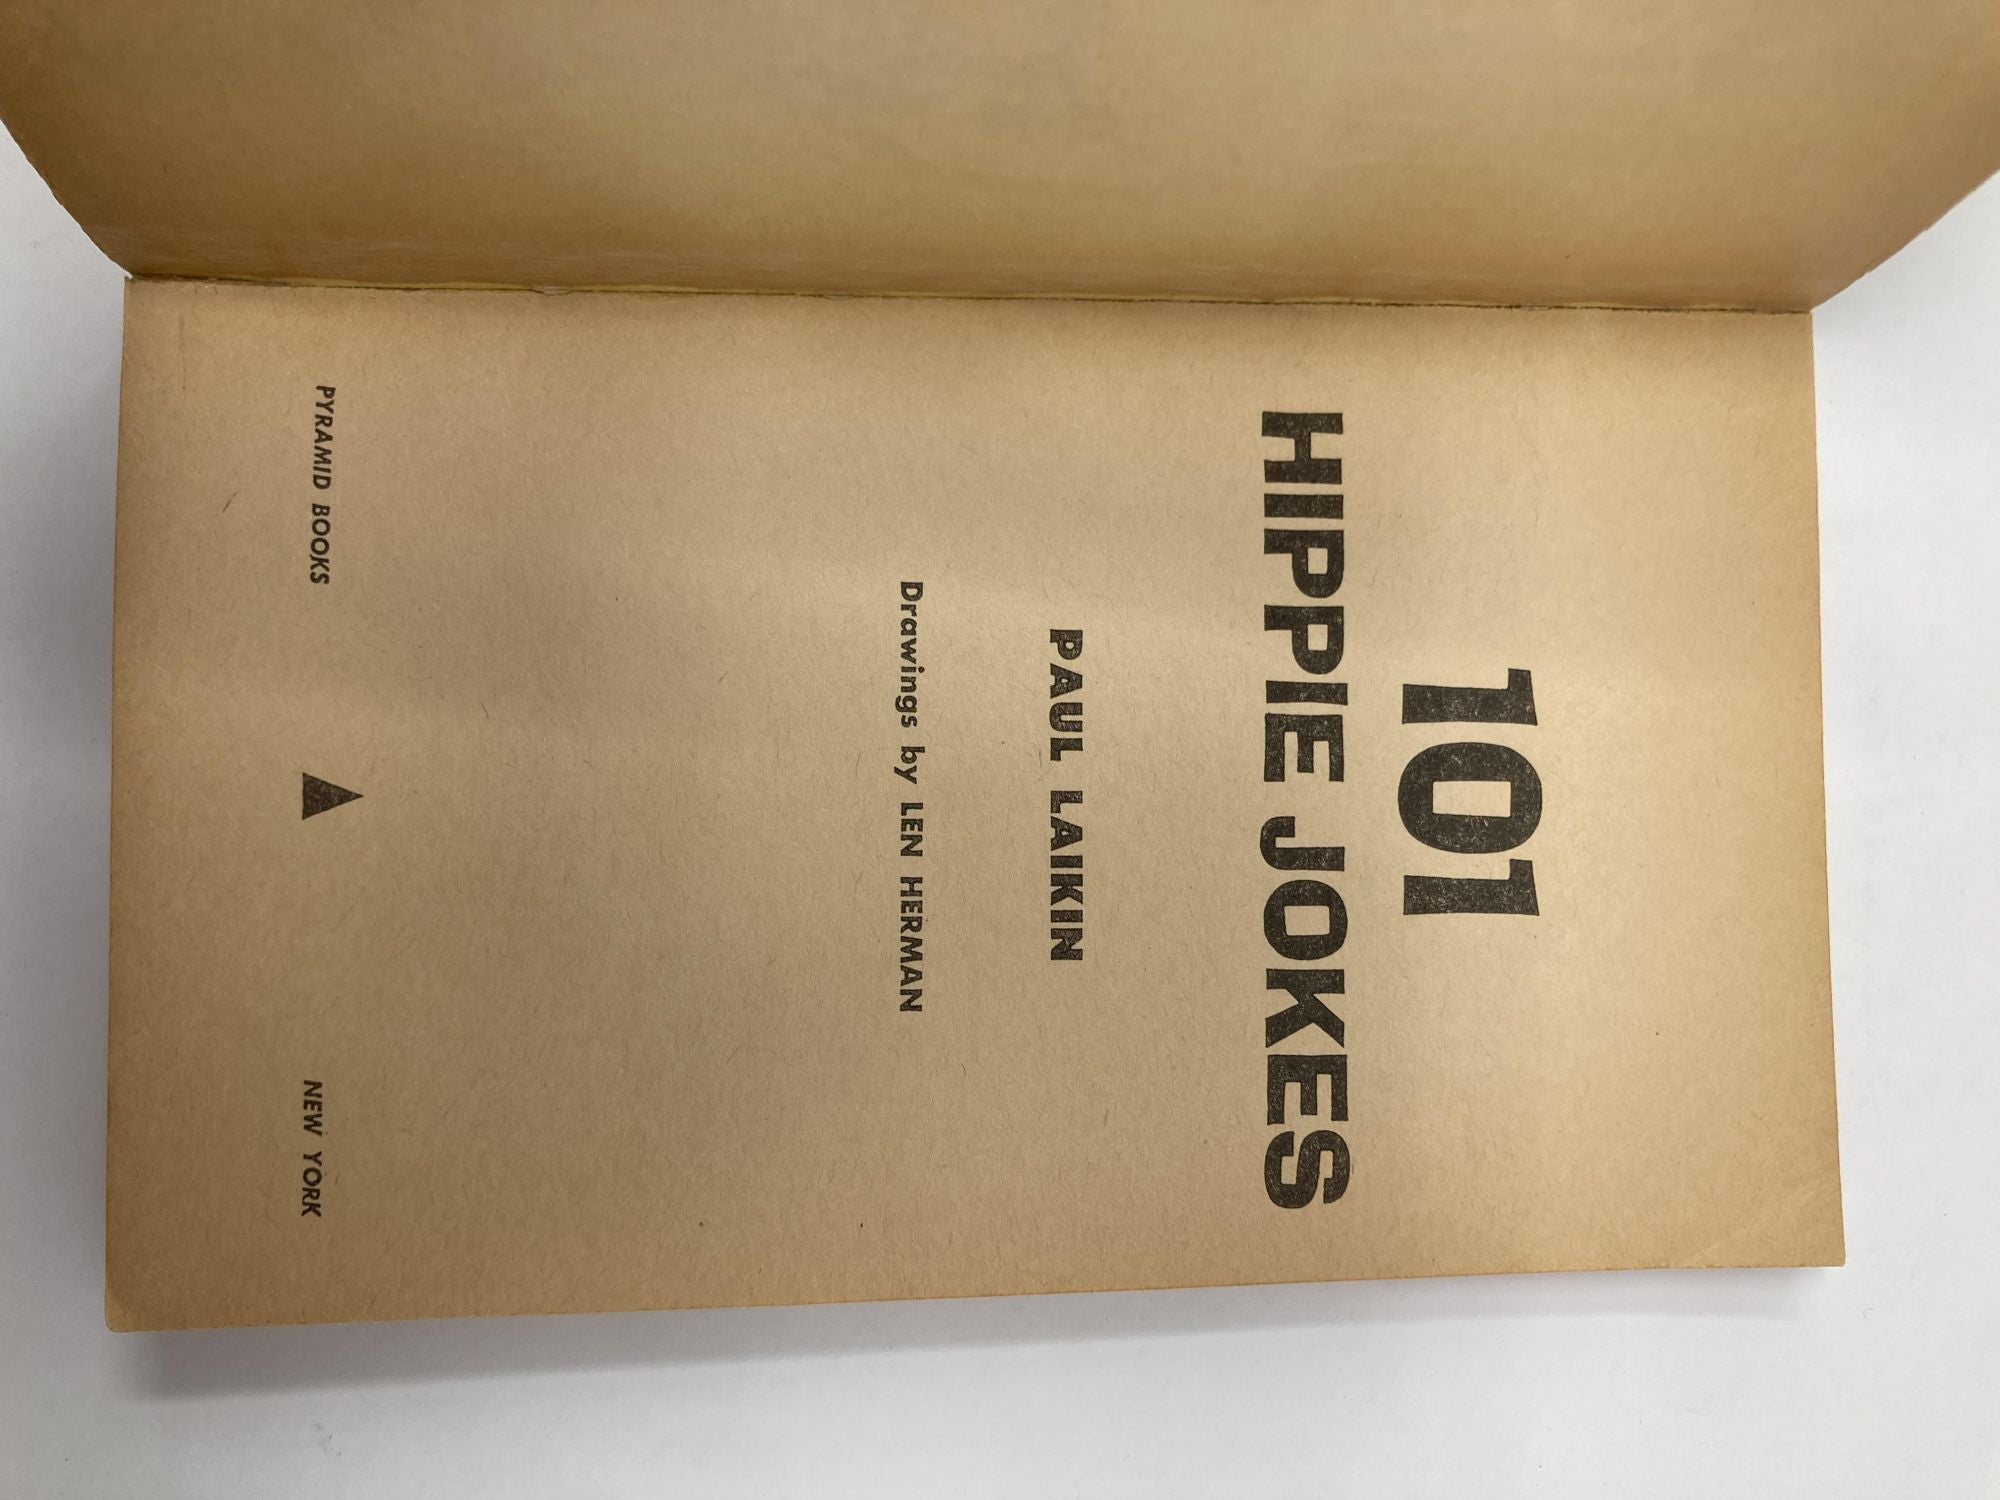 101
HIPPIE JOKES
PAUL LAIKIN
Drawings by LEN HERMAN
PYRAMID BOOKS NEW YORK